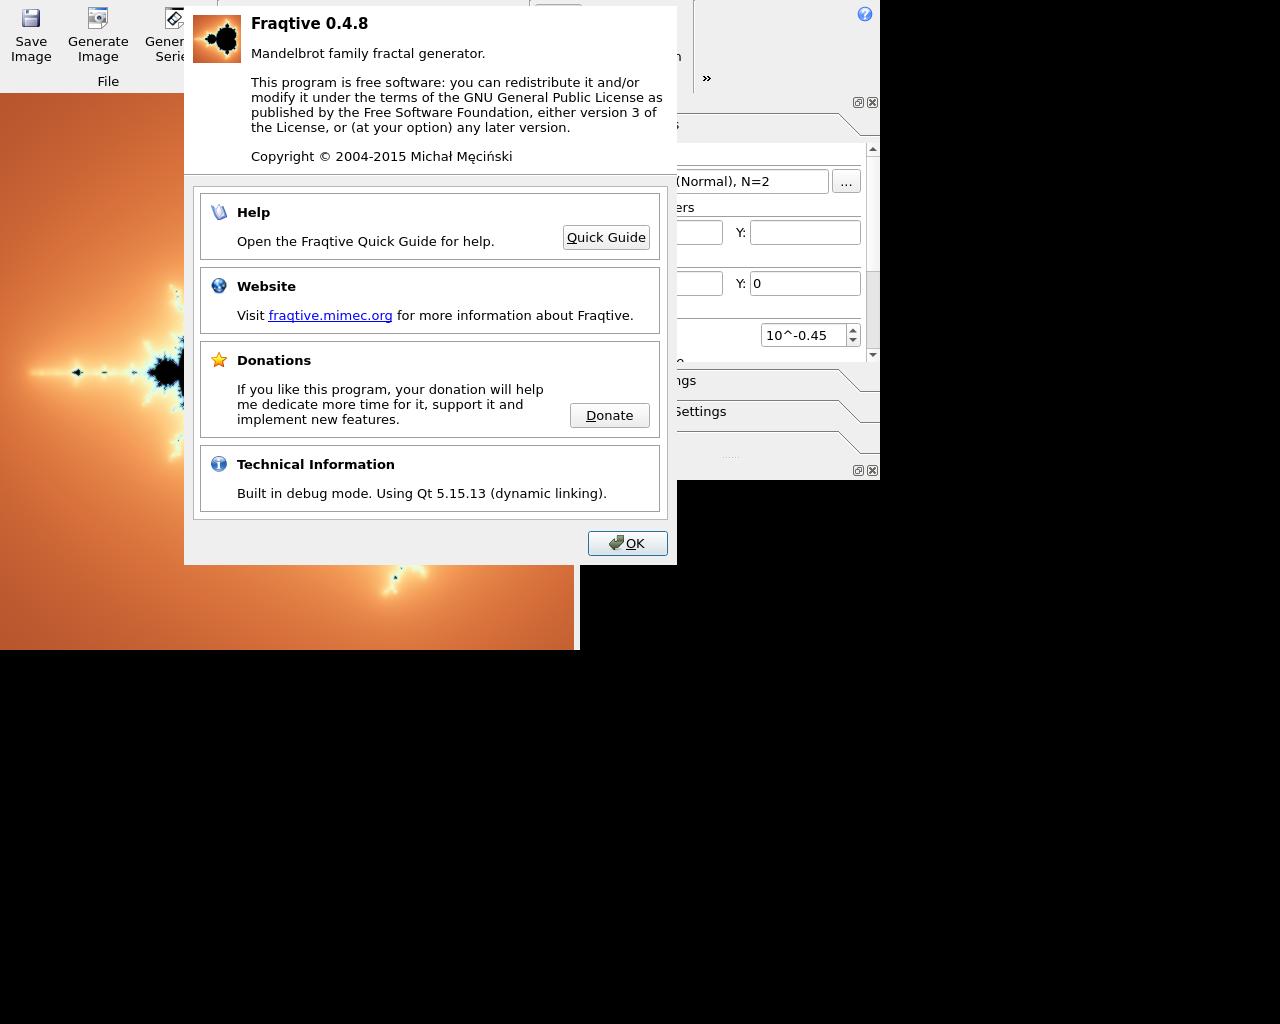 Save Image
Generate Image
File
Fraqtive 0.4.8
Mandelbrot family fractal generator.
This program is free software: you can redistribute it and/or
modify it under the terms of the GNU General Public License as
published by the Free Software Foundation, either version 3 of
the License, or (at your option) any later version.
Copyright © 2004-2015 Michał Męciński
Help
Open the Fraqtive Quick Guide for help.
Quick Guide
Website
Visit fraqtive.mimec.org for more information about Fraqtive.
Donations
If you like this program, your donation will help
me dedicate more time for it, support it and
implement new features.
Donate
Technical Information
Built in debug mode. Using Qt 5.15.13 (dynamic linking).
OK
»
(Normal), N=2
...
Y:
Y: 0
10^-0.45
Settings